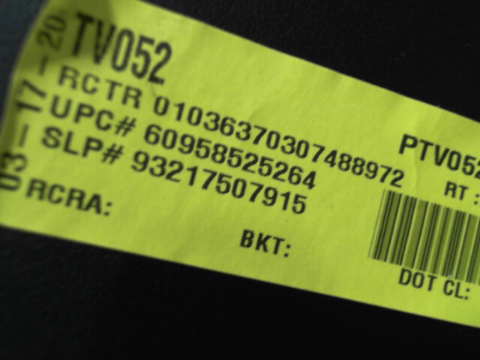 03-17-20
TV052
RCTR 01036370307488972
UPC# 60958525264
SLP# 93217507915
RCRA:
BKT:
PTV052
RT:
DOT CL: